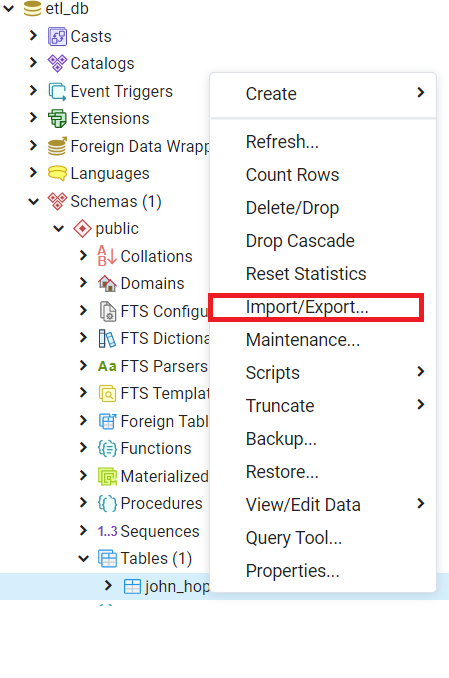 etl_db
Casts
Catalogs
Event Triggers
Extensions
Foreign Data Wrapp
Languages
Schemas (1)
public
Collations
Domains
FTS Configu
FTS Dictiona
Aa FTS Parsers
FTS Templat
Foreign Tabl
Functions
Materialized
Procedures
1..3 Sequences
Tables (1)
john_hop
Create
Refresh...
Count Rows
Delete/Drop
Drop Cascade
Reset Statistics
Import/Export...
Maintenance...
Scripts
Truncate
Backup...
Restore...
View/Edit Data
Query Tool...
Properties...